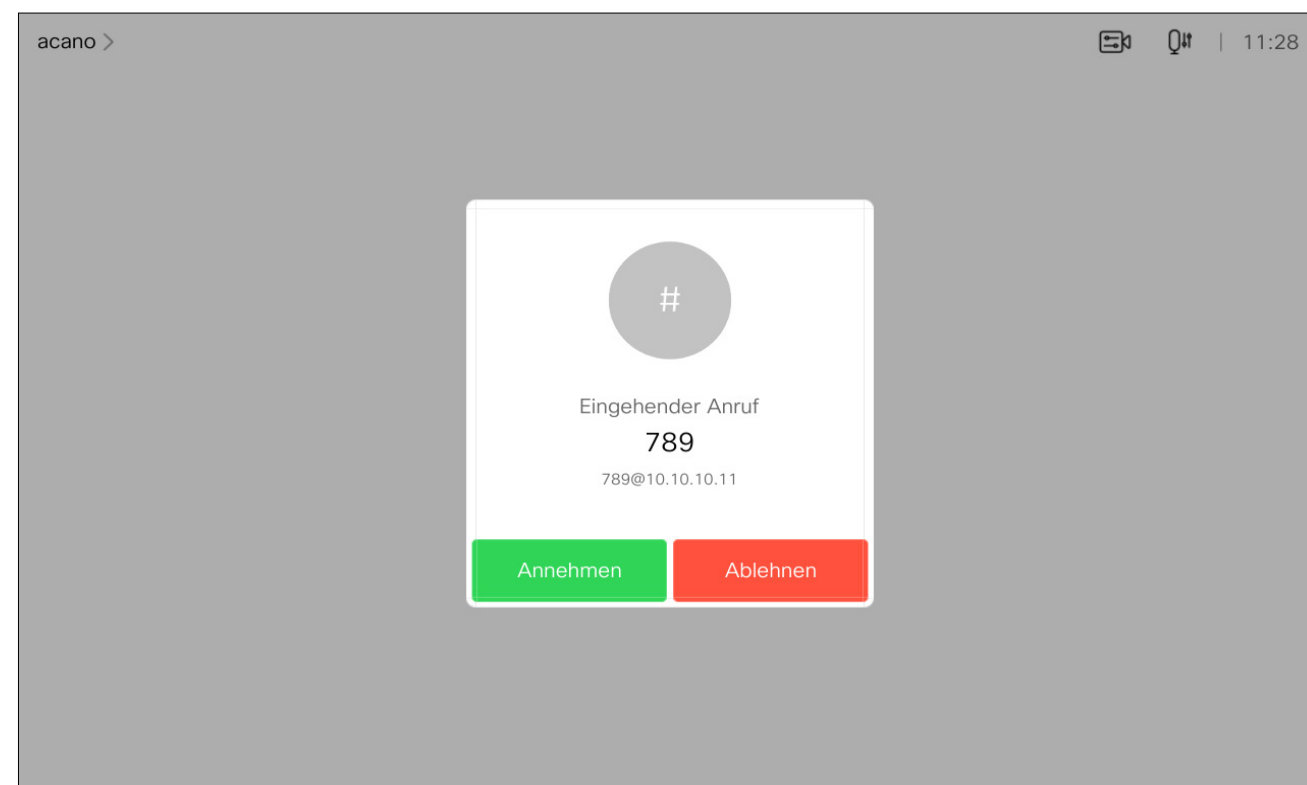 acano >
11:28
#
Eingehender Anruf
789
789@10.10.10.11
Annehmen
Ablehnen